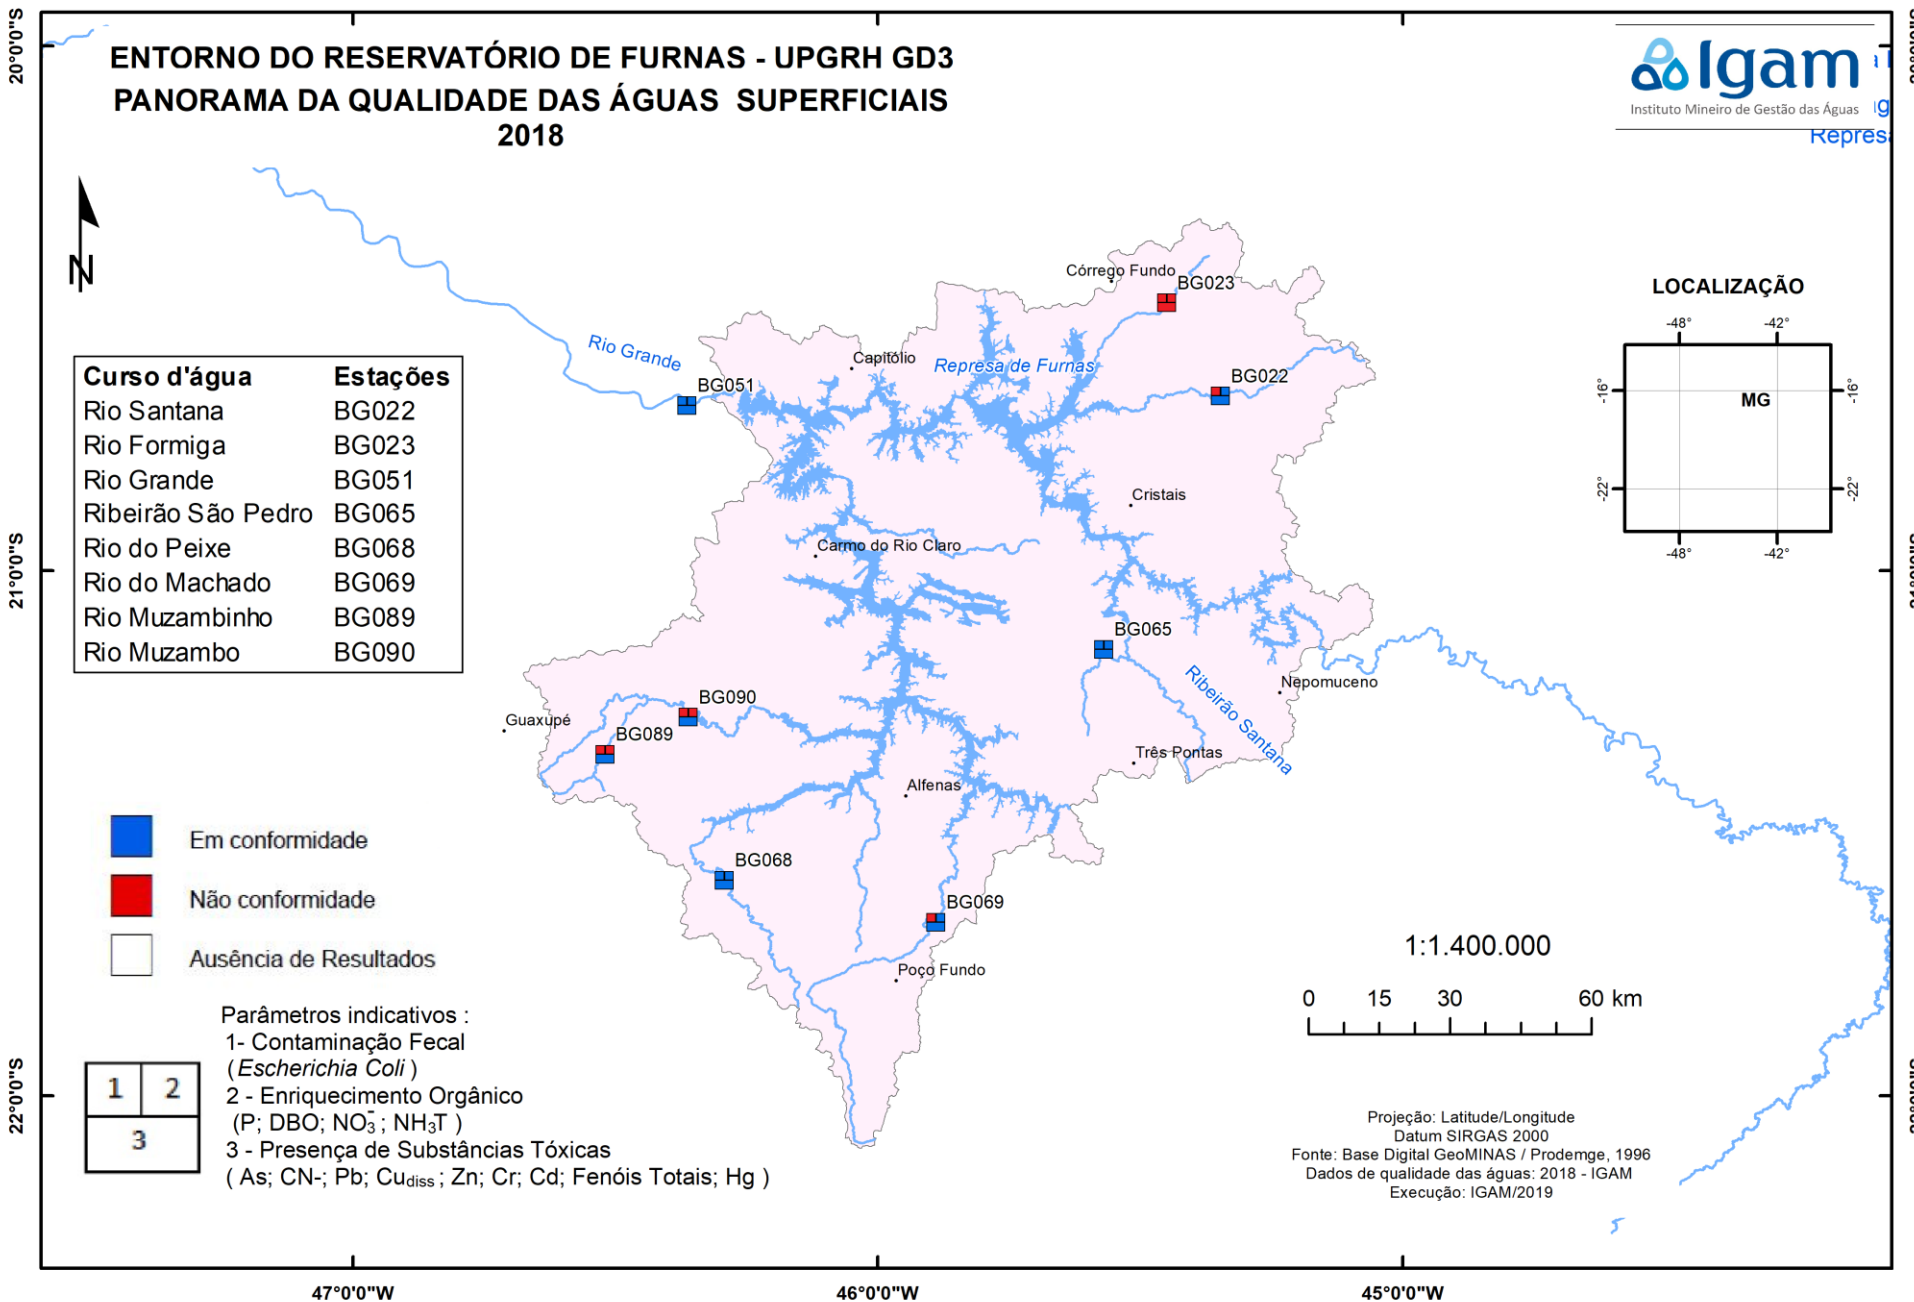 ENTORNO DO RESERVATÓRIO DE FURNAS - UPGRH GD3
PANORAMA DA QUALIDADE DAS ÁGUAS SUPERFICIAIS
2018
Igam
Instituto Mineiro de Gestão das Águas
N
Curso d'água Estações
Rio Santana BG022
Rio Formiga BG023
Rio Grande BG051
Ribeirão São Pedro BG065
Rio do Peixe BG068
Rio do Machado BG069
Rio Muzambinho BG089
Rio Muzambo BG090
Em conformidade
Não conformidade
Ausência de Resultados
Parâmetros indicativos :
1- Contaminação Fecal
(Escherichia Coli )
2 - Enriquecimento Orgânico
(P; DBO; NO₃⁻ ; NH₃T )
3 - Presença de Substâncias Tóxicas
( As; CN-; Pb; Cudiss ; Zn; Cr; Cd; Fenóis Totais; Hg )
1 2
3
Córrego Fundo
BG023
Rio Grande
Capitólio
Represa de Furnas
BG051
BG022
Cristais
Carmo do Rio Claro
BG065
Ribeirão Santana
Nepomuceno
BG090
Guaxupé
BG089
Três Pontas
Alfenas
BG068
BG069
Poço Fundo
LOCALIZAÇÃO
-48° -42°
-16° MG -16°
-22° -22°
-48° -42°
1:1.400.000
0 15 30 60 km
Projeção: Latitude/Longitude
Datum SIRGAS 2000
Fonte: Base Digital GeoMINAS / Prodemge, 1996
Dados de qualidade das águas: 2018 - IGAM
Execução: IGAM/2019
20°0'0"S
21°0'0"S
22°0'0"S
47°0'0"W 46°0'0"W 45°0'0"W